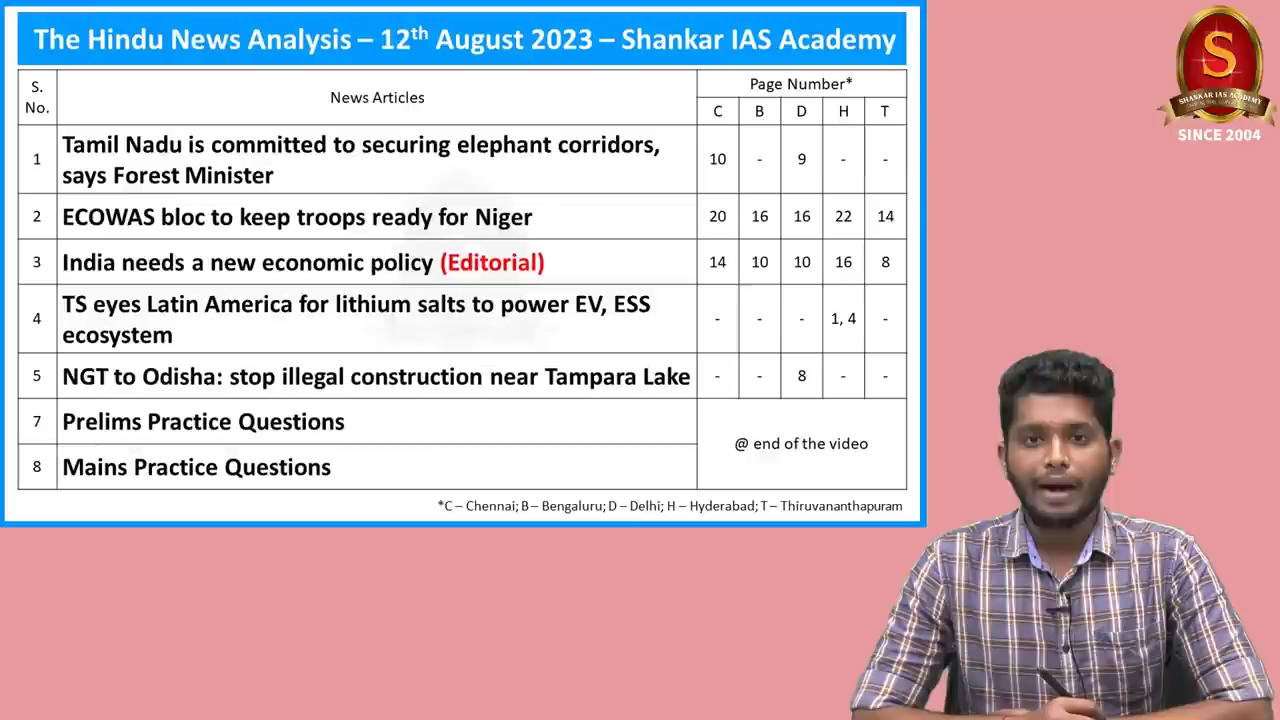 The Hindu News Analysis – 12th August 2023 – Shankar IAS Academy
S. No.
News Articles
Page Number*
C B D H T
1 Tamil Nadu is committed to securing elephant corridors, says Forest Minister 10 - 9 - -
2 ECOWAS bloc to keep troops ready for Niger 20 16 16 22 14
3 India needs a new economic policy (Editorial) 14 10 10 16 8
4 TS eyes Latin America for lithium salts to power EV, ESS ecosystem - - - 1, 4 -
5 NGT to Odisha: stop illegal construction near Tampara Lake - - 8 - -
7 Prelims Practice Questions
@ end of the video
8 Mains Practice Questions
*C – Chennai; B – Bengaluru; D – Delhi; H – Hyderabad; T – Thiruvananthapuram
S
SHANKAR IAS ACADEMY
SINCE 2004